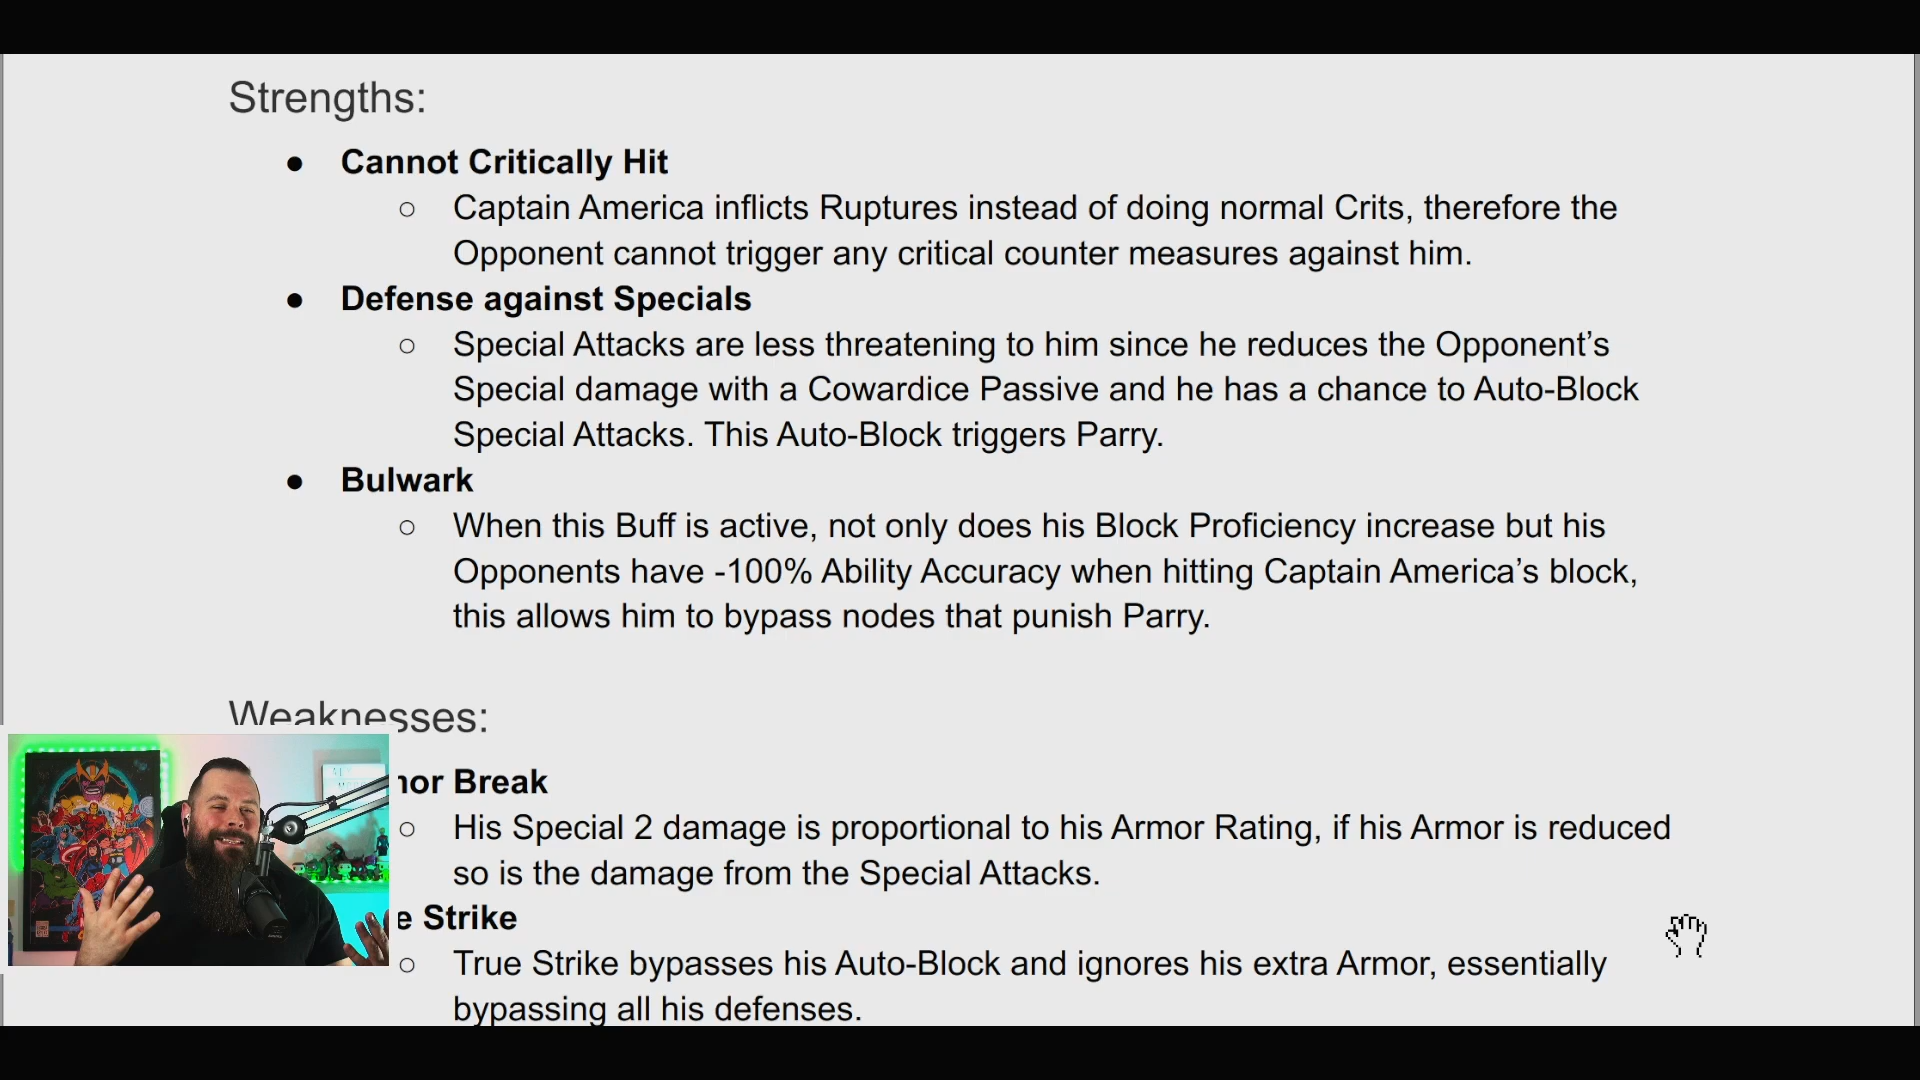 Strengths:
● Cannot Critically Hit
○ Captain America inflicts Ruptures instead of doing normal Crits, therefore the
Opponent cannot trigger any critical counter measures against him.
● Defense against Specials
○ Special Attacks are less threatening to him since he reduces the Opponent’s
Special damage with a Cowardice Passive and he has a chance to Auto-Block
Special Attacks. This Auto-Block triggers Parry.
● Bulwark
○ When this Buff is active, not only does his Block Proficiency increase but his
Opponents have -100% Ability Accuracy when hitting Captain America’s block,
this allows him to bypass nodes that punish Parry.
Weaknesses:
Break
○ His Special 2 damage is proportional to his Armor Rating, if his Armor is reduced
so is the damage from the Special Attacks.
Strike
○ True Strike bypasses his Auto-Block and ignores his extra Armor, essentially
bypassing all his defenses.